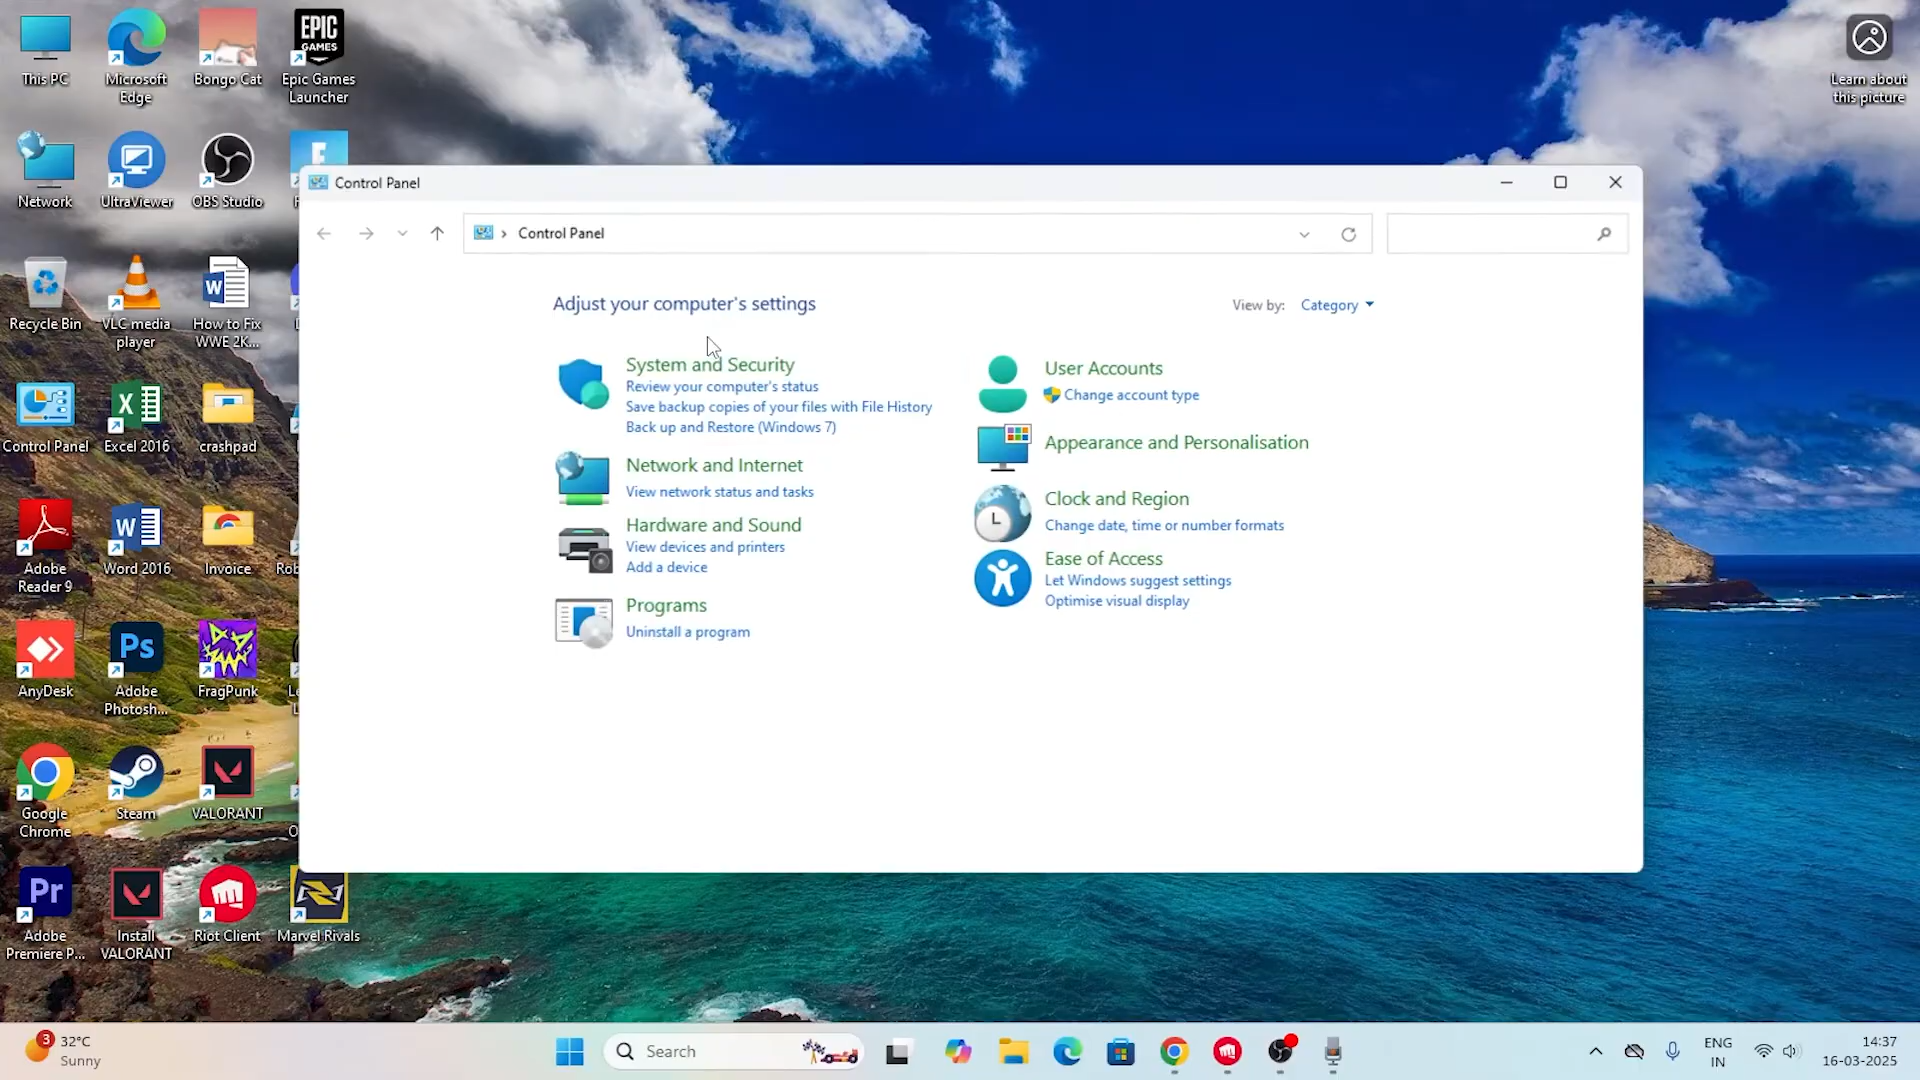 This PC
Microsoft
Edge
Bongo Cat
EPIC
GAMES
Epic Games
Launcher
Learn about
this picture
Network
UltraViewer
OBS Studio
F
Control Panel
Control Panel
Recycle Bin
VLC media
player
How to Fix
WWE 2K...
Adjust your computer's settings
View by:
Category
System and Security
Review your computer's status
Save backup copies of your files with File History
Back up and Restore (Windows 7)
Network and Internet
View network status and tasks
Hardware and Sound
View devices and printers
Add a device
Programs
Uninstall a program
User Accounts
Change account type
Appearance and Personalisation
Clock and Region
Change date, time or number formats
Ease of Access
Let Windows suggest settings
Optimise visual display
Control Panel
Excel 2016
crashpad
Adobe
Reader 9
Word 2016
Invoice
AnyDesk
Ps
Adobe
Photosh...
FragPunk
Google
Chrome
Steam
VALORANT
Pr
Adobe
Premiere P...
Install
VALORANT
Riot Client
Marvel Rivals
3
32°C
Sunny
Search
ENG
IN
14:37
16-03-2025